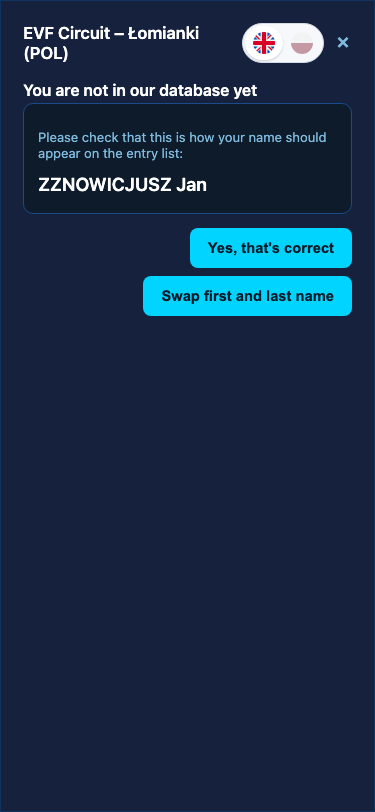 EVF Circuit – Łomianki
(POL)
×
You are not in our database yet
Please check that this is how your name should
appear on the entry list:
ZZNOWICJUSZ Jan
Yes, that's correct
Swap first and last name